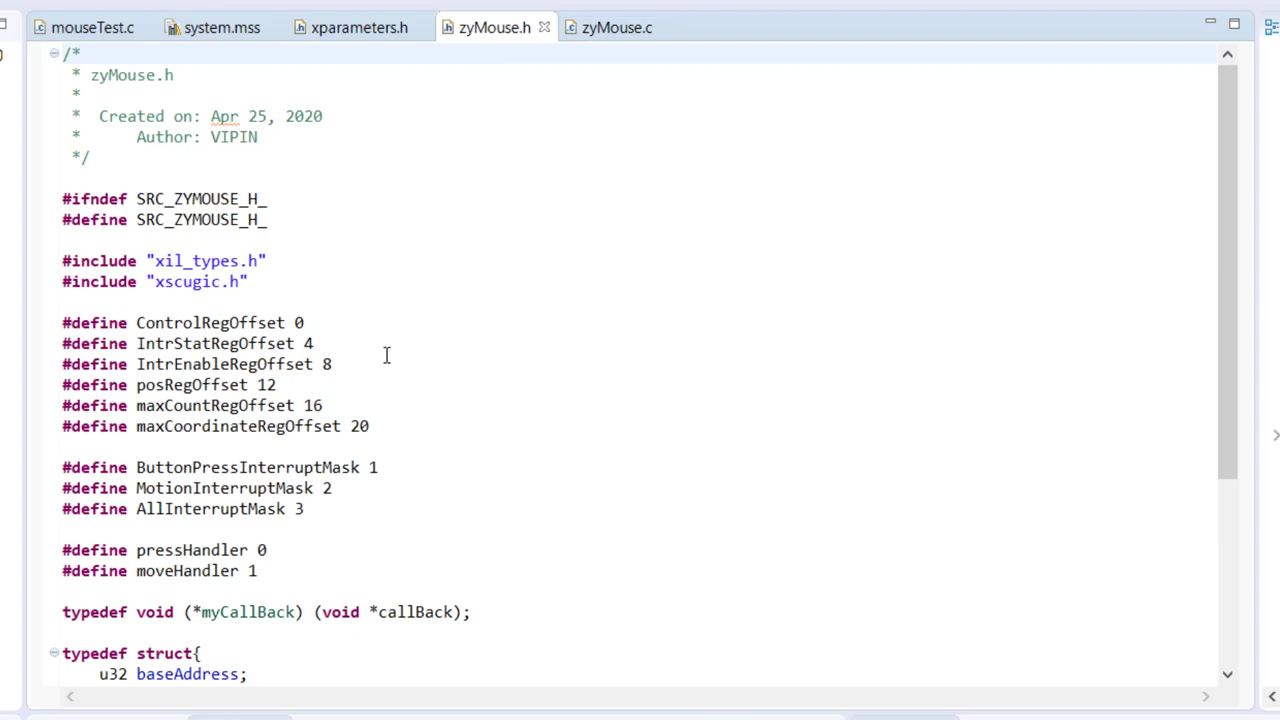 mouseTest.c system.mss xparameters.h zyMouse.h zyMouse.c
/*
 * zyMouse.h
 *
 *  Created on: Apr 25, 2020
 *      Author: VIPIN
 */
#ifndef SRC_ZYMOUSE_H_
#define SRC_ZYMOUSE_H_
#include "xil_types.h"
#include "xscugic.h"
#define ControlRegOffset 0
#define IntrStatRegOffset 4
#define IntrEnableRegOffset 8
#define posRegOffset 12
#define maxCountRegOffset 16
#define maxCoordinateRegOffset 20
#define ButtonPressInterruptMask 1
#define MotionInterruptMask 2
#define AllInterruptMask 3
#define pressHandler 0
#define moveHandler 1
typedef void (*myCallBack) (void *callBack);
typedef struct{
    u32 baseAddress;